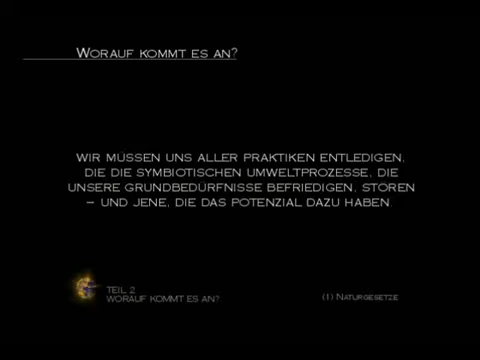 WORAUF KOMMT ES AN?
WIR MÜSSEN UNS ALLER PRAKTIKEN ENTLEDIGEN,
DIE DIE SYMBIOTISCHEN UMWELTPROZESSE, DIE
UNSERE GRUNDBEDÜRFNISSE BEFRIEDIGEN, STÖREN
– UND JENE, DIE DAS POTENZIAL DAZU HABEN
TEIL 2
WORAUF KOMMT ES AN?
(1) NATURGESETZE